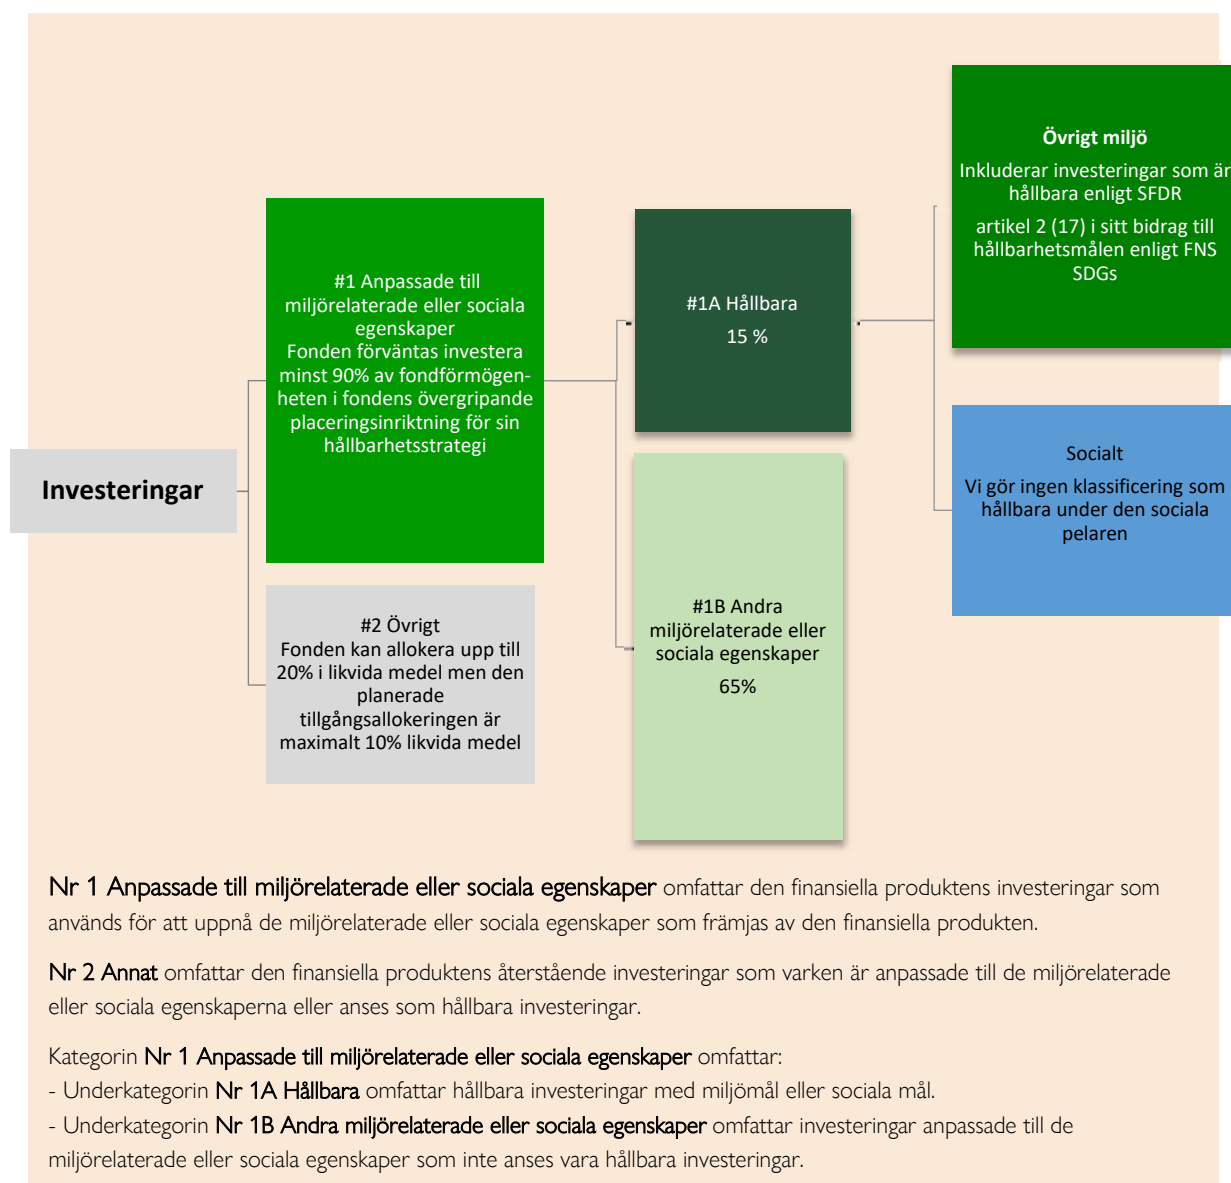 Investeringar
#1 Anpassade till
miljörelaterade eller sociala
egenskaper
Fonden förväntas investera
minst 90% av fondförmögen-
heten i fondens övergripande
placeringsinriktning för sin
hållbarhetsstrategi
#2 Övrigt
Fonden kan allokera upp till
20% i likvida medel men den
planerade
tillgångsallokeringen är
maximalt 10% likvida medel
#1A Hållbara
15 %
#1B Andra
miljörelaterade eller
sociala egenskaper
65%
Övrigt miljö
Inkluderar investeringar som är
hållbara enligt SFDR
artikel 2 (17) i sitt bidrag till
hållbarhetsmålen enligt FNS
SDGs
Socialt
Vi gör ingen klassificering som
hållbara under den sociala
pelaren
Nr 1 Anpassade till miljörelaterade eller sociala egenskaper omfattar den finansiella produktens investeringar som
används för att uppnå de miljörelaterade eller sociala egenskaper som främjas av den finansiella produkten.
Nr 2 Annat omfattar den finansiella produktens återstående investeringar som varken är anpassade till de miljörelaterade
eller sociala egenskaperna eller anses som hållbara investeringar.
Kategorin Nr 1 Anpassade till miljörelaterade eller sociala egenskaper omfattar:
- Underkategorin Nr 1A Hållbara omfattar hållbara investeringar med miljömål eller sociala mål.
- Underkategorin Nr 1B Andra miljörelaterade eller sociala egenskaper omfattar investeringar anpassade till de
miljörelaterade eller sociala egenskaper som inte anses vara hållbara investeringar.